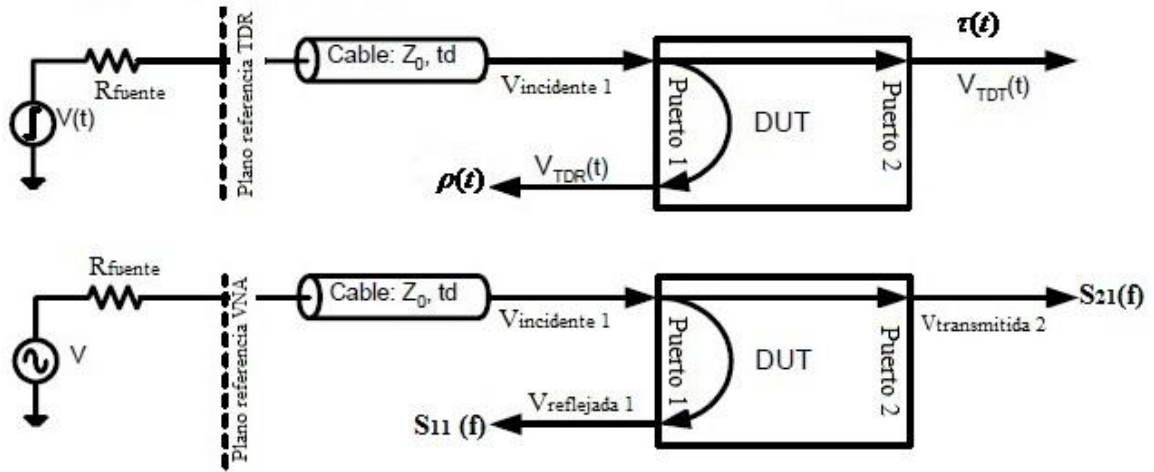 Rfuente
V(t)
Plano referencia TDR
Cable: Z0, td
Vincidente 1
Puerto 1
DUT
Puerto 2
τ(t)
VTDT(t)
VTDR(t)
ρ(t)
Rfuente
V
Plano referencia VNA
Cable: Z0, td
Vincidente 1
Puerto 1
DUT
Puerto 2
S21(f)
Vtransmitida 2
Vreflejada 1
S11 (f)